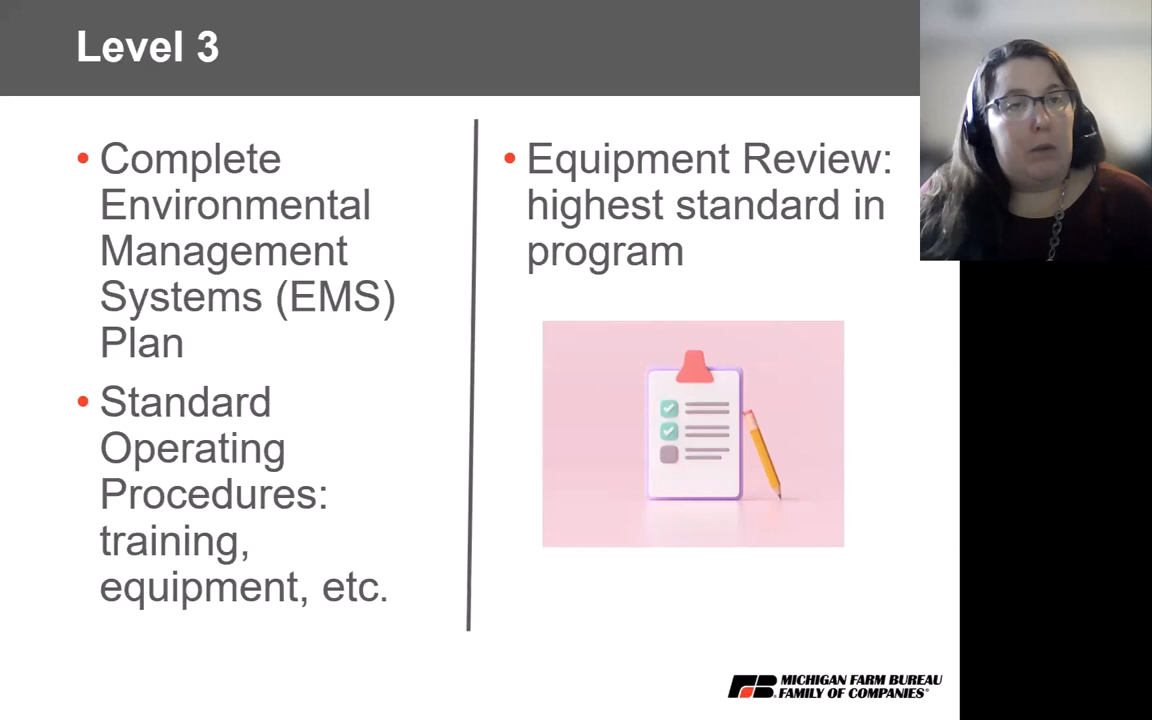 Level 3
• Complete
Environmental
Management
Systems (EMS)
Plan
• Standard
Operating
Procedures:
training,
equipment, etc.
• Equipment Review:
highest standard in
program
MICHIGAN FARM BUREAU
FAMILY OF COMPANIES®